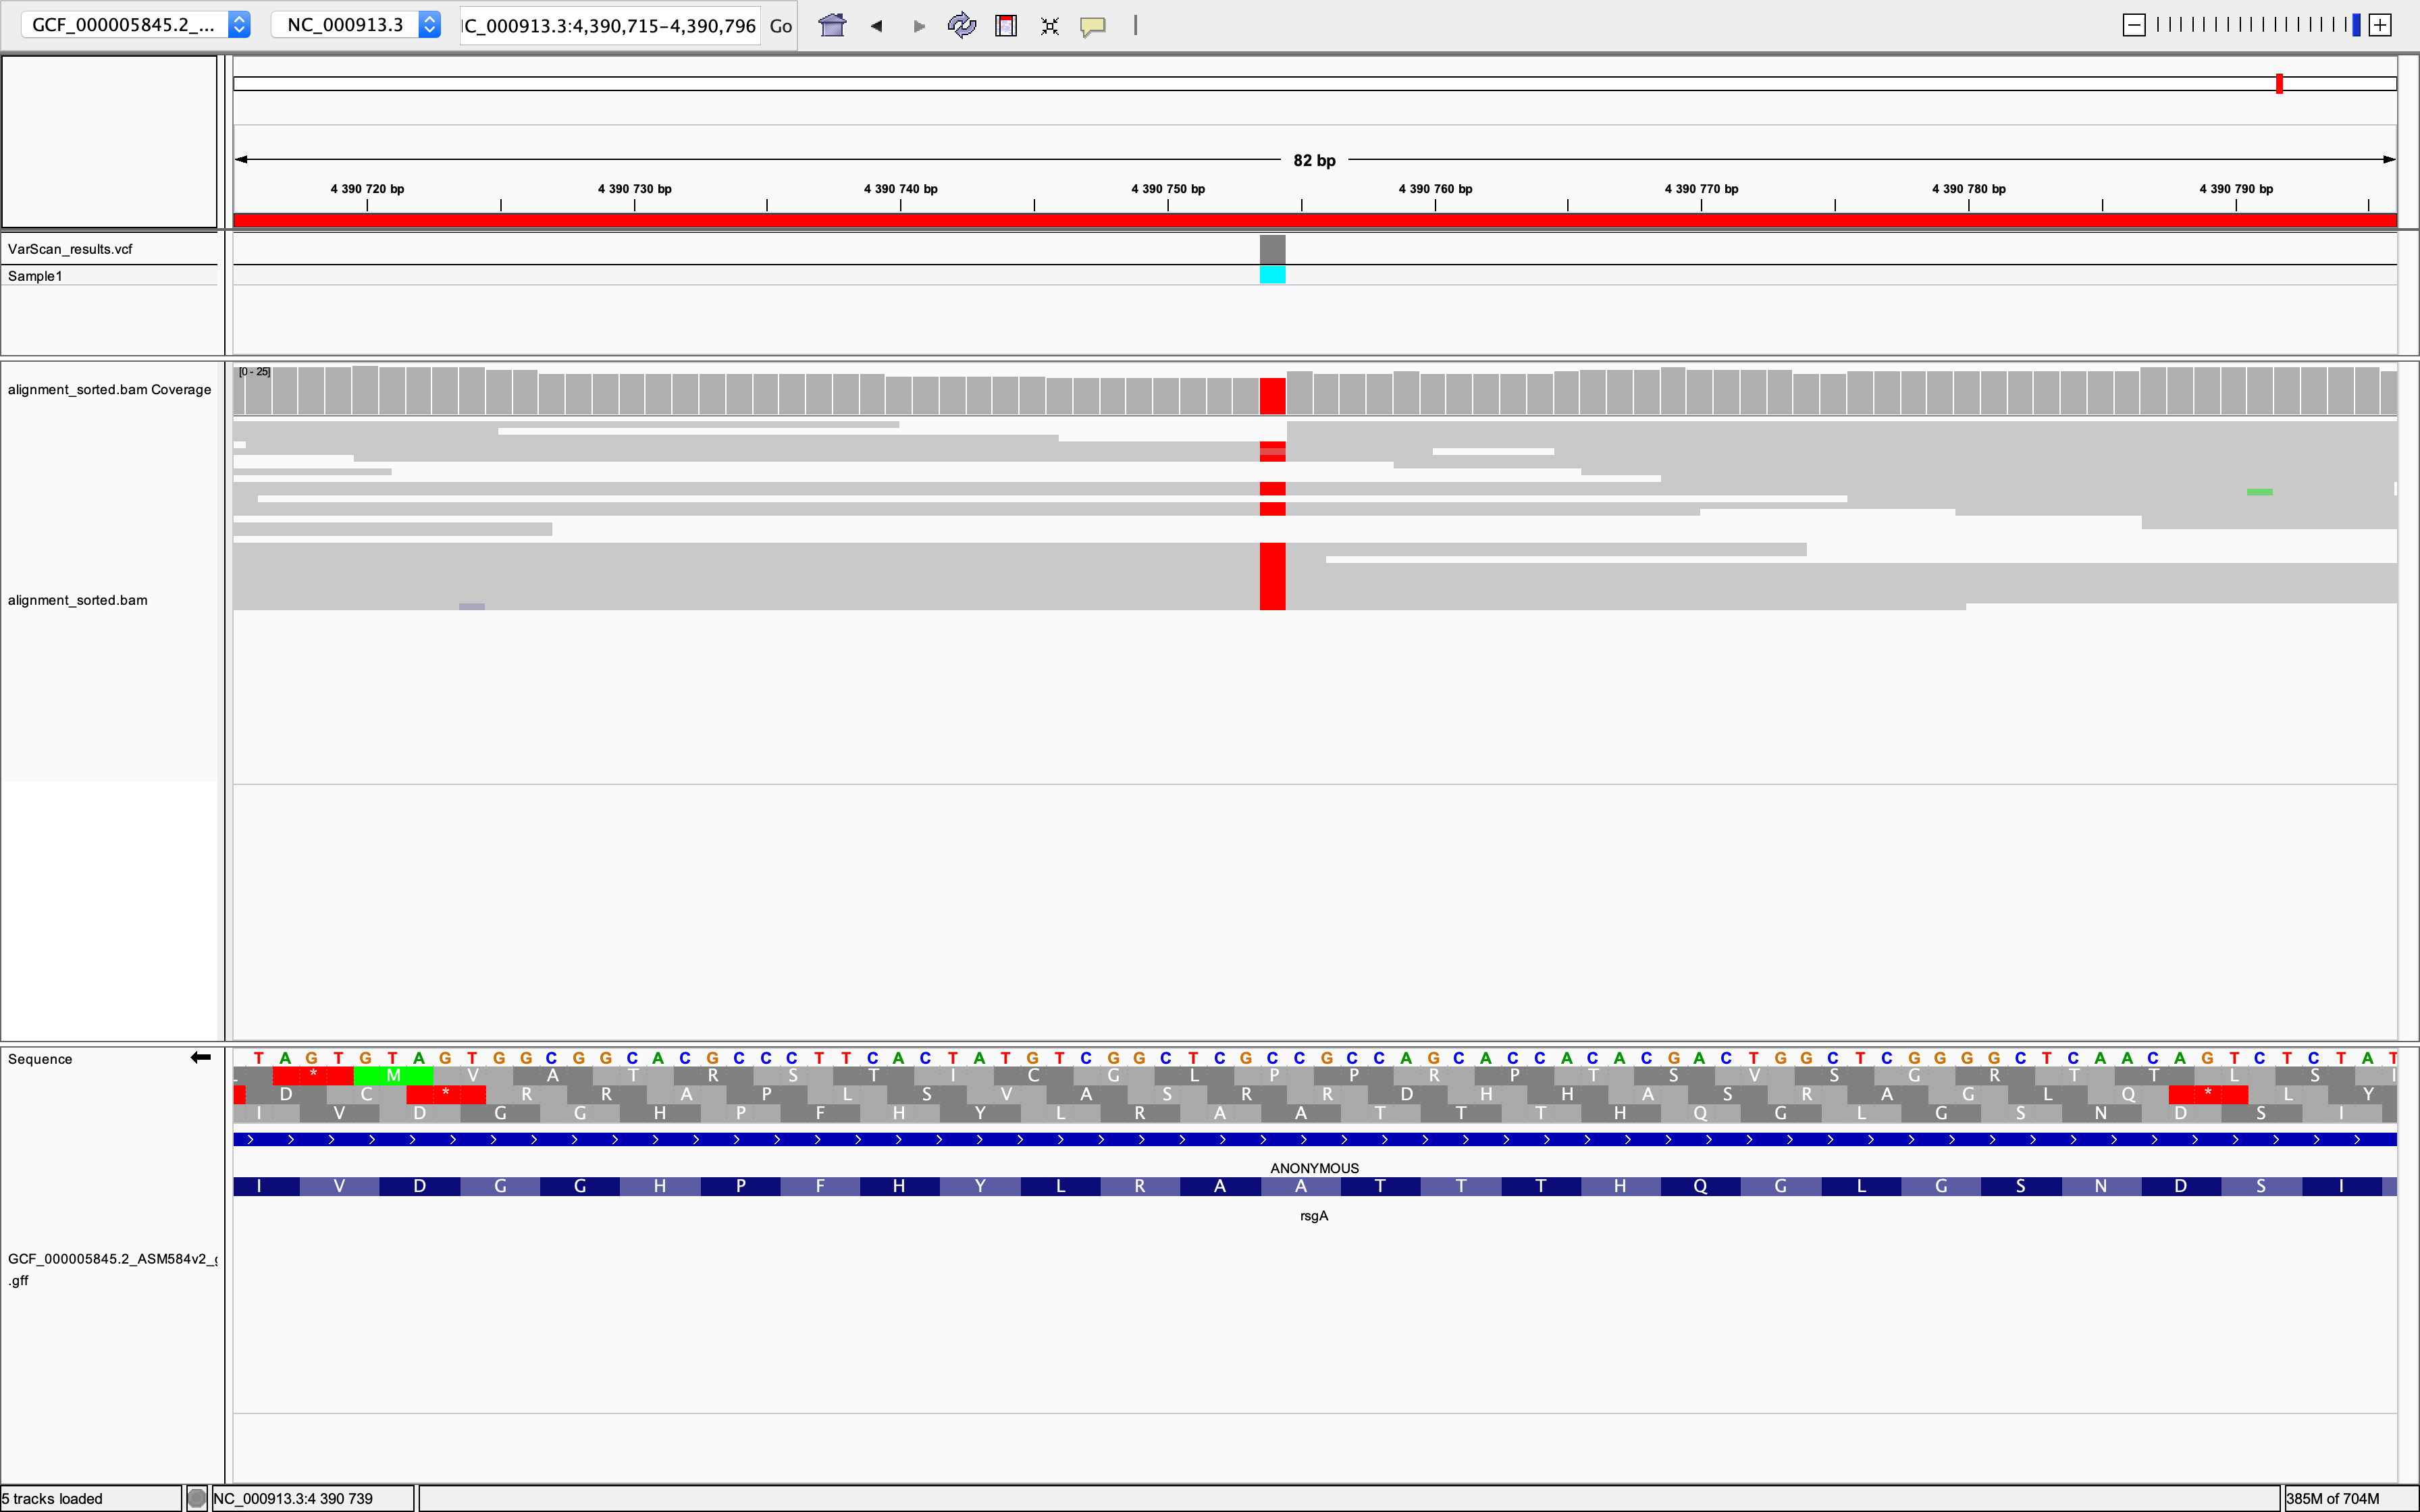 GCF_000005845.2_... NC_000913.3 IC_000913.3:4,390,715-4,390,796 Go
82 bp
4 390 720 bp 4 390 730 bp 4 390 740 bp 4 390 750 bp 4 390 760 bp 4 390 770 bp 4 390 780 bp 4 390 790 bp
VarScan_results.vcf
Sample1
[0 - 25]
alignment_sorted.bam Coverage
alignment_sorted.bam
Sequence T A G T G T A G T G G C G G C A C G C C C T T C A C T A T G T C G G C T C G C C G C C A G C A C C A C A C G A C T G G C T C G G G G C T C A A C A G T C T C T A T
* M V A T R S T I C G L P P R P T S V S G R T T L S I
D C * R R A P L S V A S R R D H H A S R A G L Q * L Y
I V D G G H P F H Y L R A A T T T H Q G L G S N D S I
ANONYMOUS
I V D G G H P F H Y L R A A T T T H Q G L G S N D S I
rsgA
GCF_000005845.2_ASM584v2_g
.gff
5 tracks loaded NC_000913.3:4 390 739 385M of 704M